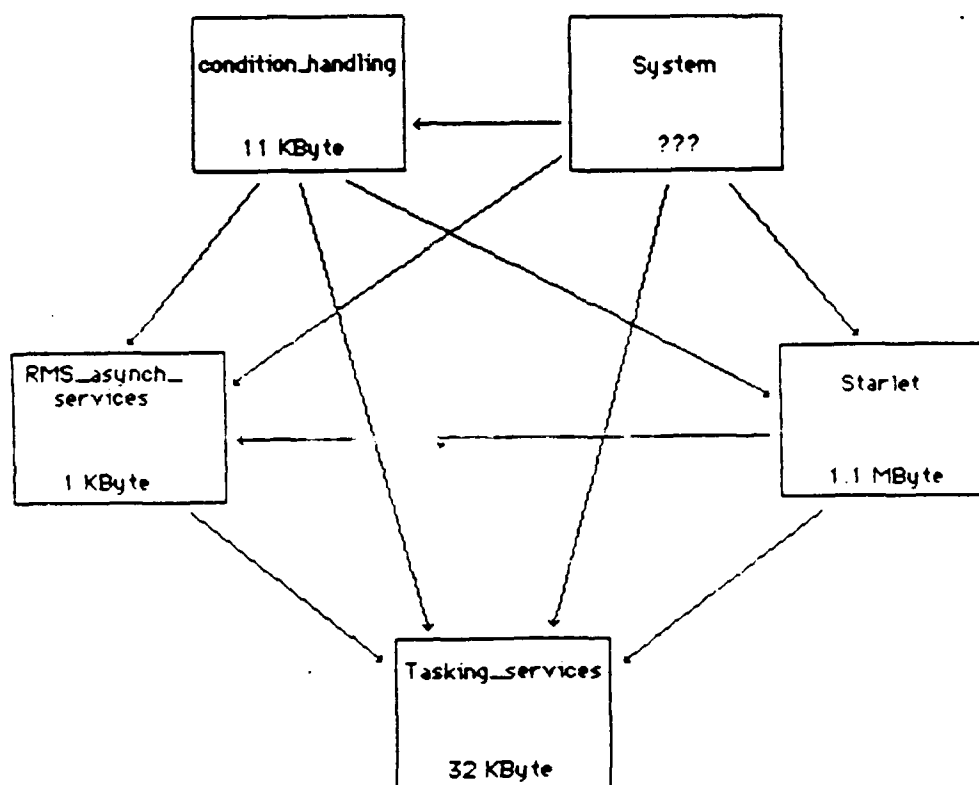 condition_handling
11 KByte
System
???
RMS_asynch_
services
1 KByte
Starlet
1.1 MByte
Tasking_services
32 KByte